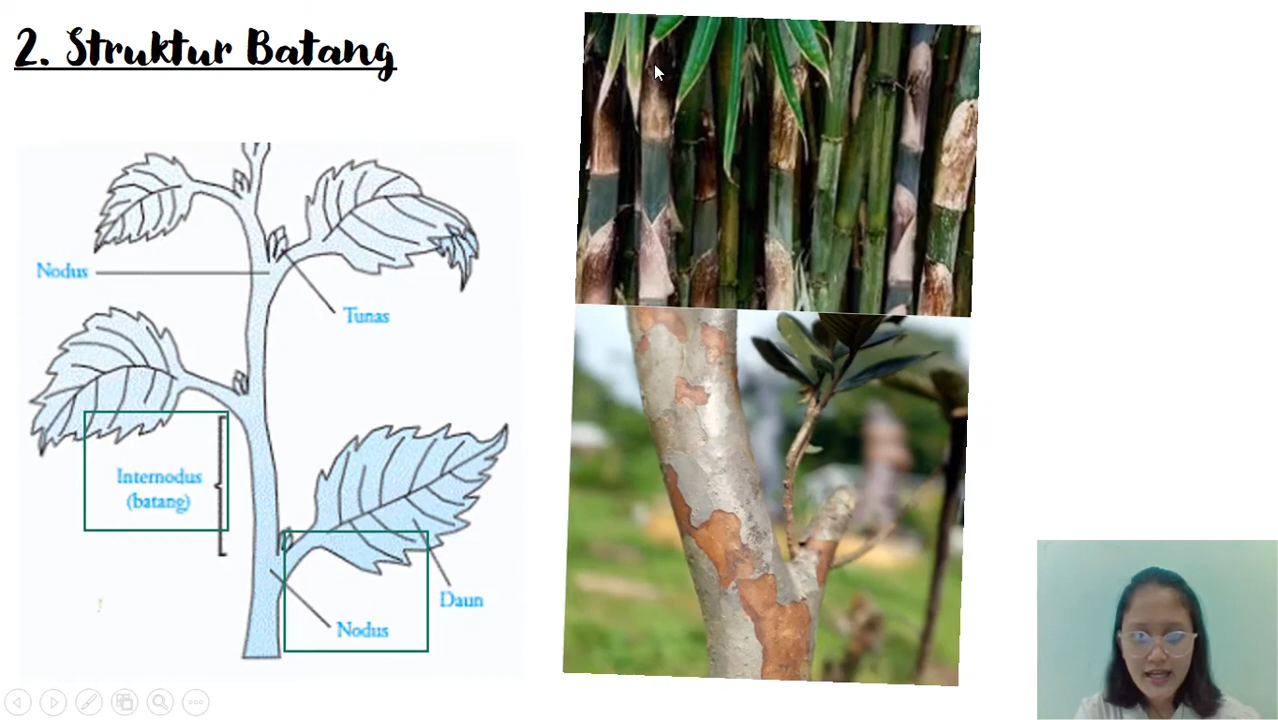 2. Struktur Batang
Nodus
Tunas
Internodus
(batang)
Daun
Nodus